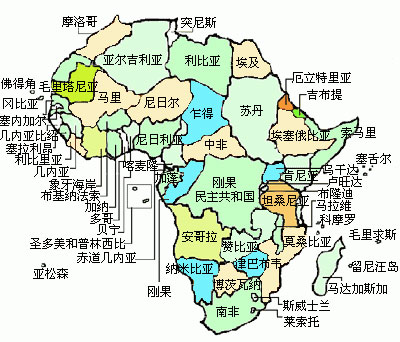 摩洛哥
突尼斯
亚尔吉利亚
利比亚
埃及
佛得角
毛里塔尼亚
冈比亚
马里
尼日尔
乍得
苏丹
厄立特里亚
吉布提
塞内加尔
几内亚比绍
塞拉利昂
利比里亚
几内亚
尼日利亚
中非
埃塞俄比亚
索马里
喀麦隆
象牙海岸
布基纳法索
加纳
多哥
贝宁
加蓬
刚果
民主共和国
肯尼亚
乌干达
卢旺达
布隆迪
坦桑尼亚
马拉维
科摩罗
塞舌尔
圣多美和普林西比
赤道几内亚
亚松森
刚果
安哥拉
赞比亚
莫桑比亚
毛里求斯
留尼汪岛
马达加斯加
纳米比亚
津巴布韦
博茨瓦纳
南非
斯威士兰
莱索托